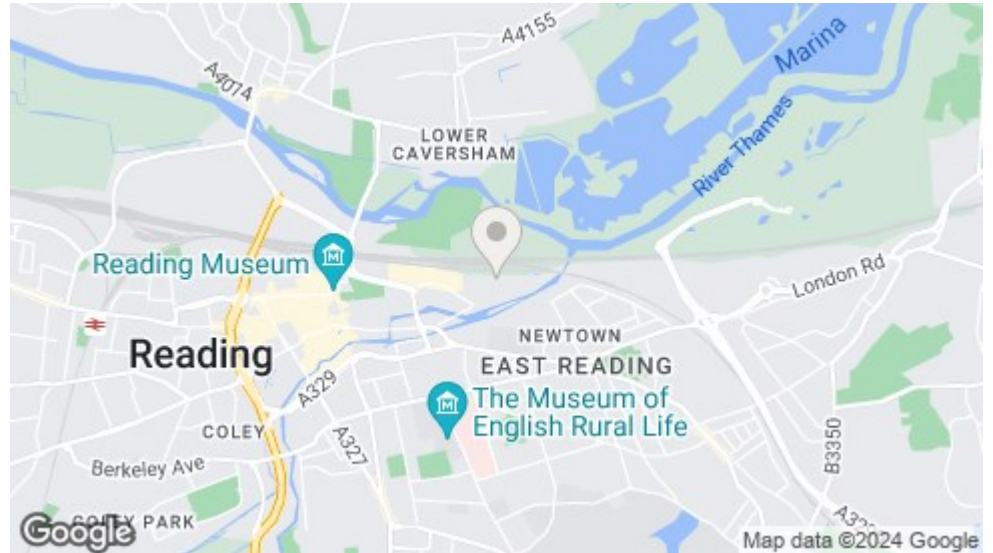 A4155
A4074
Marina
River Thames
LOWER
CAVERSHAM
Reading Museum
London Rd
NEWTOWN
EAST READING
Reading
A329
The Museum of
English Rural Life
COLEY
A327
B3350
Berkeley Ave
PARK
Google
Map data ©2024 Google